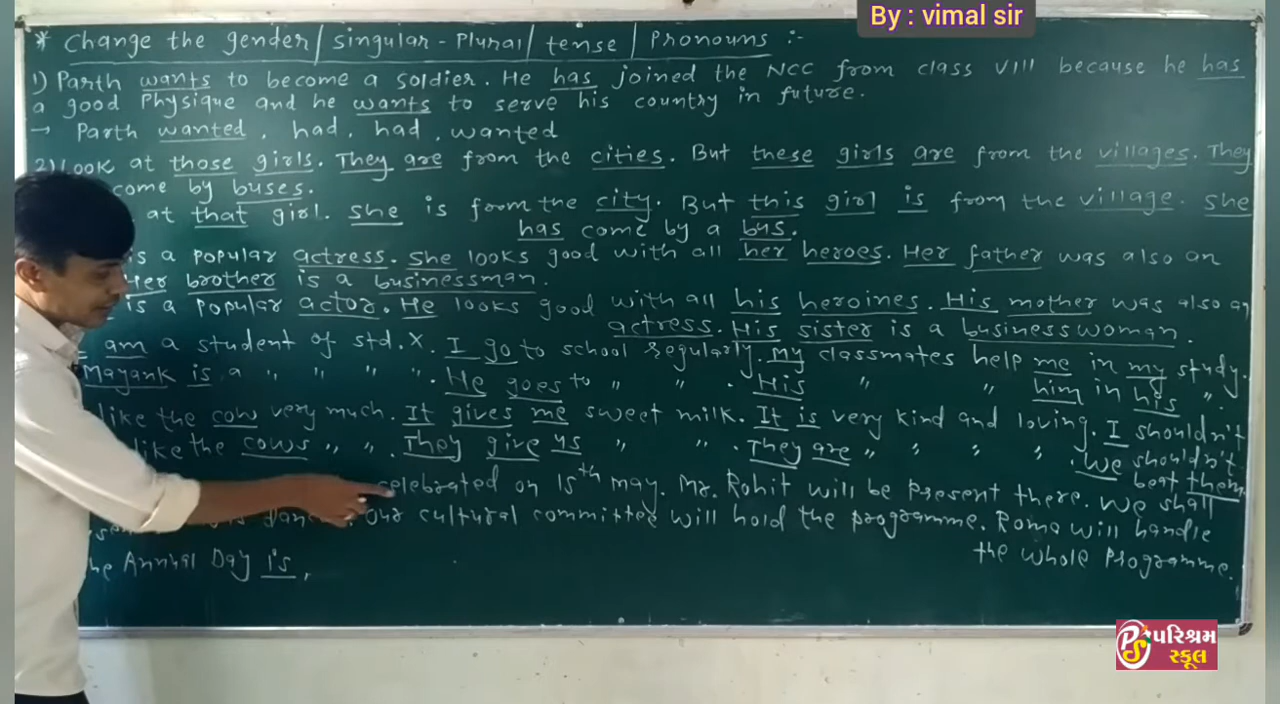 By : vimal sir
* Change the gender/ singular - Plural / tense / Pronouns :-
1) Parth wants to become a soldier. He has joined the NCC from class VIII because he has
a good Physique and he wants to serve his country in future.
→ Parth wanted, had, had, wanted
2) Look at those girls. They are from the cities. But these girls are from the villages. They
come by buses.
at that girl. She is from the city. But this girl is from the village. She
has come by a bus.
is a popular actress. She looks good with all her heroes. Her father was also an
Her brother is a businessman.
is a popular actor. He looks good with all his heroines. His mother was also an
actress. His sister is a businesswoman.
I am a student of std. X. I go to school regularly. My classmates help me in my study.
Mayank is a " " " " . He goes to " " . His " " him in his " .
like the cow very much. It gives me sweet milk. It is very kind and loving. I shouldn't
like the cows " " . They give us " " . They are " " " " . We shouldn't
beat them.
celebrated on 15th may. Mr. Rohit will be present there. We shall
Our cultural committee will hold the programme. Roma will handle
the whole programme.
he Annual Day is,
પરિશ્રમ
સ્કૂલ